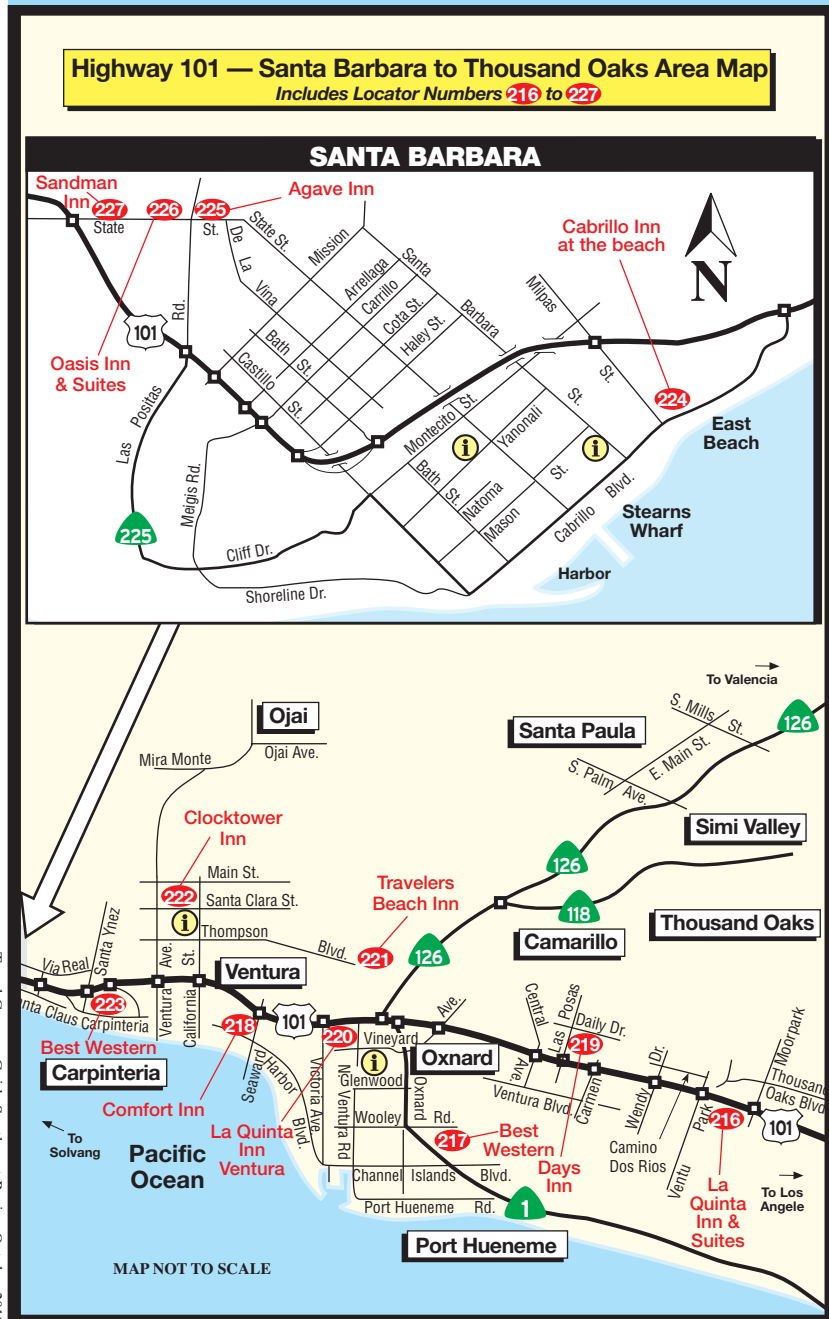 Highway 101 — Santa Barbara to Thousand Oaks Area Map
Includes Locator Numbers 216 to 227
SANTA BARBARA
Sandman
Inn
227
226
225
Agave Inn
State
St.
State St.
De La Vina
Mission
Arrellaga
Carrillo
Cota St.
Haley St.
Santa Barbara St.
Milpas St.
Cabrillo Inn
at the beach
N
101
Rd.
Oasis Inn
& Suites
Bath St.
Castillo St.
Las Positas
Meigis Rd.
Montecito St.
Yanonali St.
i
i
224
East
Beach
Bath St.
Natoma
Mason
Cabrillo Blvd.
Stearns
Wharf
Harbor
225
Cliff Dr.
Shoreline Dr.
To Valencia
Ojai
Ojai Ave.
Mira Monte
Santa Paula
S. Mills St.
126
E. Main St.
S. Palm Ave.
Simi Valley
Clocktower
Inn
Main St.
222
Santa Clara St.
i
Thompson Blvd.
Travelers
Beach Inn
221
126
126
118
Camarillo
Thousand Oaks
Via Real
Santa Ynez
Ventura Ave.
California St.
Ventura
223
nta Claus
Carpinteria
Best Western
Carpinteria
218
Seaward
101
Harbor Blvd.
Comfort Inn
220
Vineyard Ave.
i
Oxnard
Glenwood
Victoria Ave
N. Ventura Rd
Oxnard
La Quinta
Inn
Ventura
Wooley Rd.
217
Best
Western
Channel Islands Blvd.
Port Hueneme Rd.
1
Port Hueneme
Central Ave.
Las Posas
Daily Dr.
219
Ventura Blvd.
Carmen
Days
Inn
Wendy Dr.
Camino
Dos Rios
Ventu Park
Moorpark
Thousand
Oaks Blvd
216
101
La
Quinta
Inn &
Suites
To Los
Angele
To
Solvang
Pacific
Ocean
MAP NOT TO SCALE